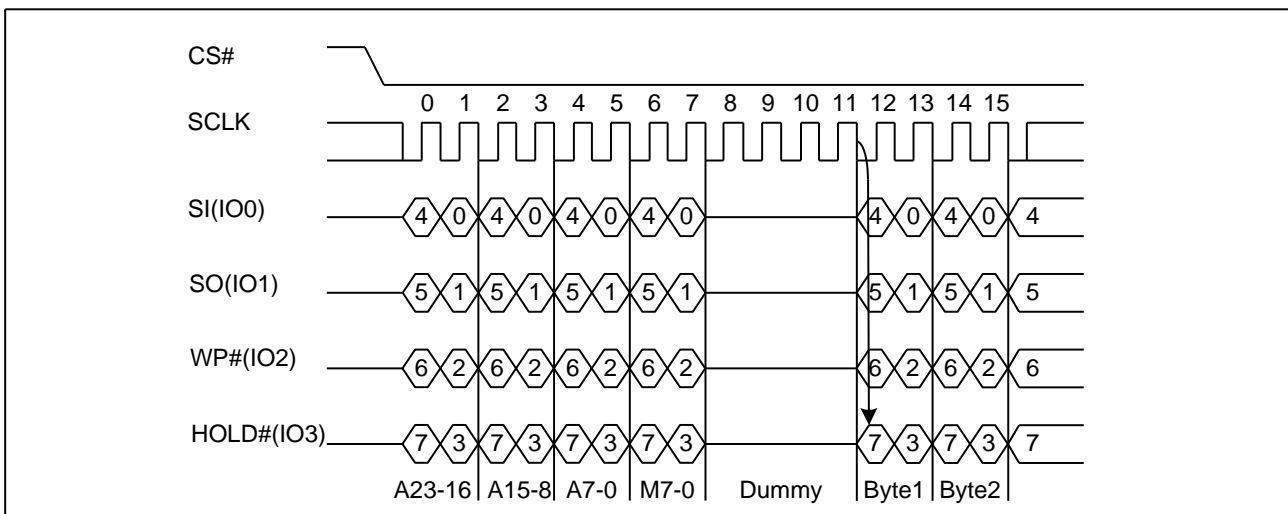 CS#
0 1 2 3 4 5 6 7 8 9 10 11 12 13 14 15
SCLK
SI(IO0) 4 0 4 0 4 0 4 0 4 0 4 0 4
SO(IO1) 5 1 5 1 5 1 5 1 5 1 5 1 5
WP#(IO2) 6 2 6 2 6 2 6 2 6 2 6 2 6
HOLD#(IO3) 7 3 7 3 7 3 7 3 7 3 7 3 7
A23-16 A15-8 A7-0 M7-0 Dummy Byte1 Byte2